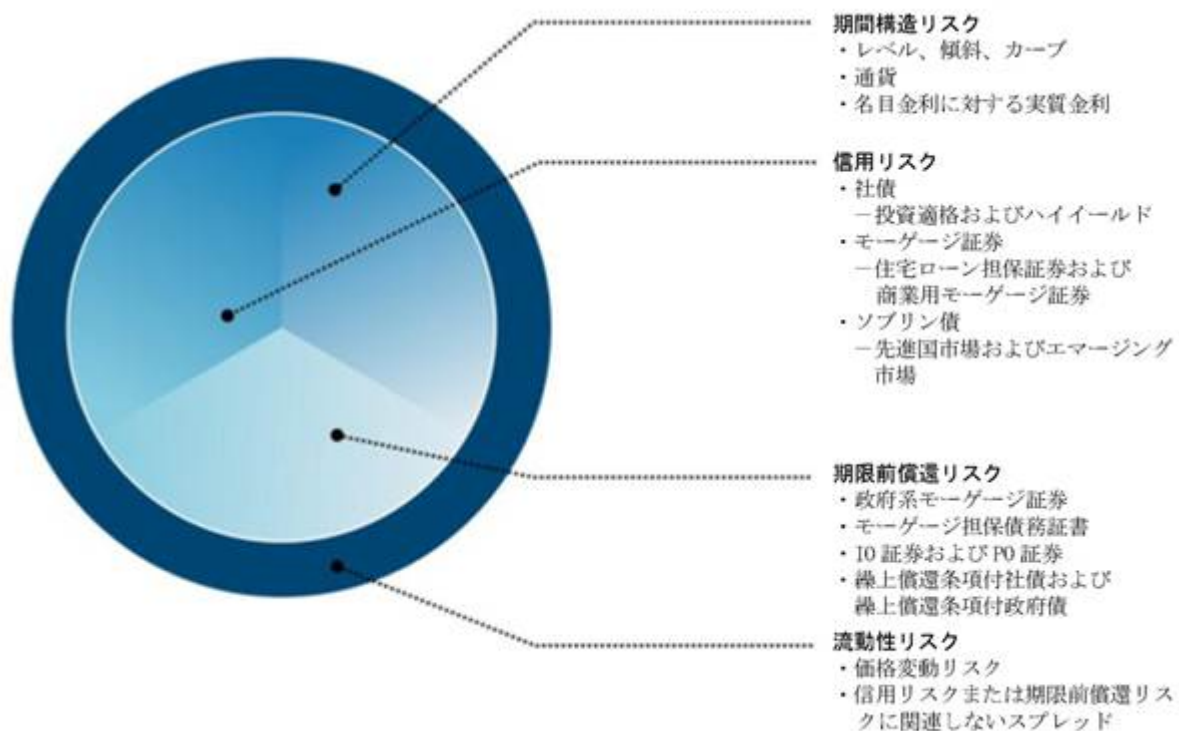 期間構造リスク
・レベル、傾斜、カーブ
・通貨
・名目金利に対する実質金利
信用リスク
・社債
－投資適格およびハイイールド
・モーゲージ証券
－住宅ローン担保証券および
商業用モーゲージ証券
・ソブリン債
－先進国市場およびエマージング
市場
期限前償還リスク
・政府系モーゲージ証券
・モーゲージ担保債務証書
・IO 証券および PO 証券
・繰上償還条項付社債および
繰上償還条項付政府債
流動性リスク
・価格変動リスク
・信用リスクまたは期限前償還リス
クに関連しないスプレッド